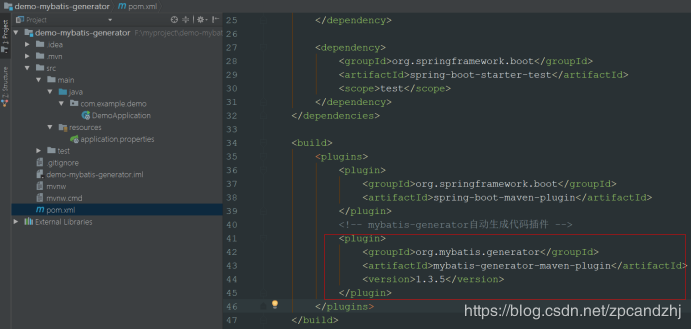 demo-mybatis-generator
pom.xml
Project
1: Project
2: Structure
demo-mybatis-generator F:\myproject\demo-mybat
.idea
.mvn
src
main
java
com.example.demo
DemoApplication
resources
application.properties
test
.gitignore
demo-mybatis-generator.iml
mvnw
mvnw.cmd
pom.xml
External Libraries
25 </dependency>
26
27 <dependency>
28 <groupId>org.springframework.boot</groupId>
29 <artifactId>spring-boot-starter-test</artifactId>
30 <scope>test</scope>
31 </dependency>
32 </dependencies>
33
34 <build>
35 <plugins>
36 <plugin>
37 <groupId>org.springframework.boot</groupId>
38 <artifactId>spring-boot-maven-plugin</artifactId>
39 </plugin>
40 <!-- mybatis-generator自动生成代码插件 -->
41 <plugin>
42 <groupId>org.mybatis.generator</groupId>
43 <artifactId>mybatis-generator-maven-plugin</artifactId>
44 <version>1.3.5</version>
45 </plugin>
46 </plugins>
47 </build>
https://blog.csdn.net/zpcandzhj